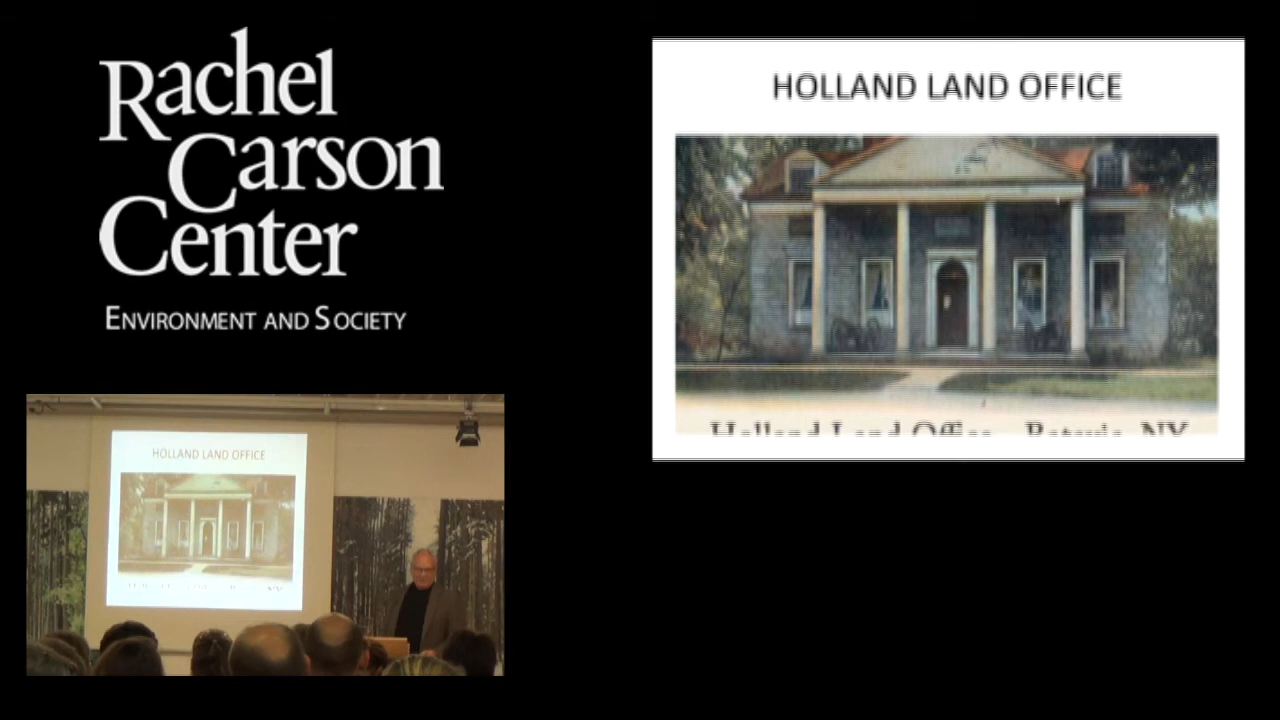 Rachel
Carson
Center
ENVIRONMENT AND SOCIETY
HOLLAND LAND OFFICE
Holland Land Office Batavia, NY
HOLLAND LAND OFFICE